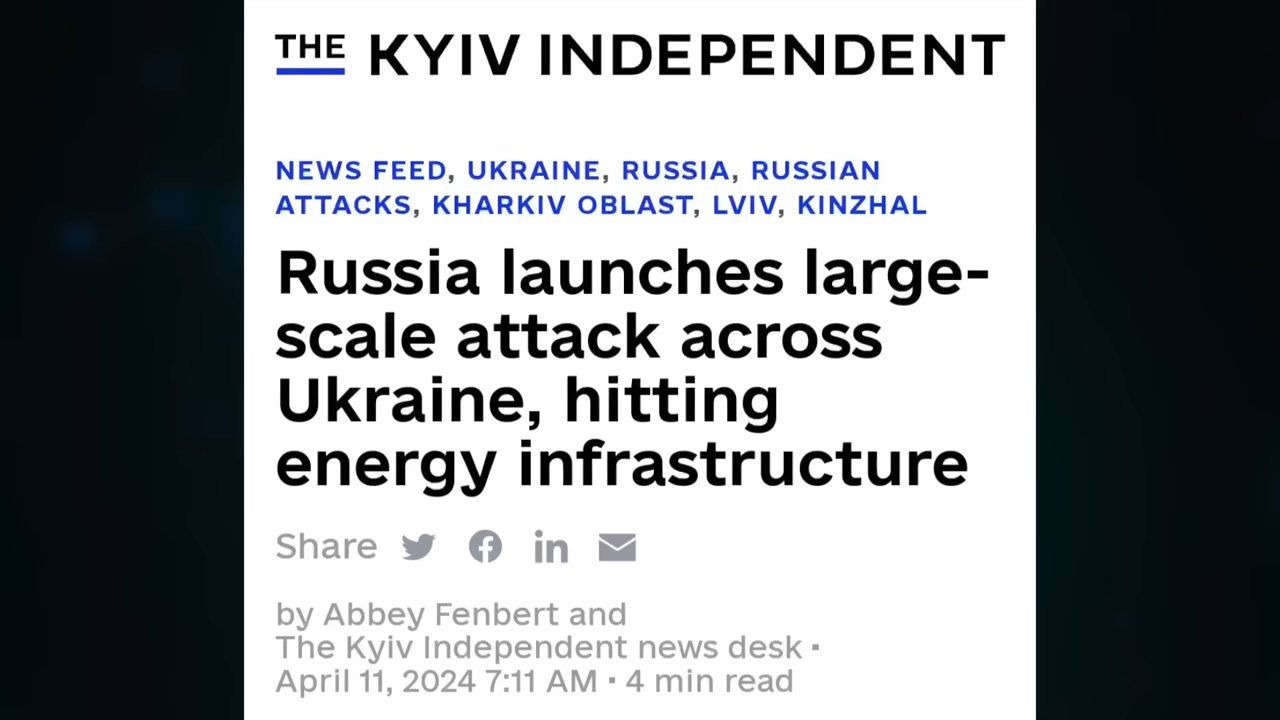 THE KYIV INDEPENDENT
NEWS FEED, UKRAINE, RUSSIA, RUSSIAN
ATTACKS, KHARKIV OBLAST, LVIV, KINZHAL
Russia launches large-
scale attack across
Ukraine, hitting
energy infrastructure
Share
by Abbey Fenbert and
The Kyiv Independent news desk ·
April 11, 2024 7:11 AM · 4 min read